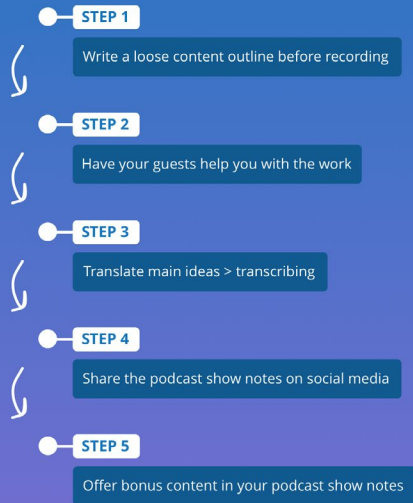 STEP 1
Write a loose content outline before recording
STEP 2
Have your guests help you with the work
STEP 3
Translate main ideas > transcribing
STEP 4
Share the podcast show notes on social media
STEP 5
Offer bonus content in your podcast show notes